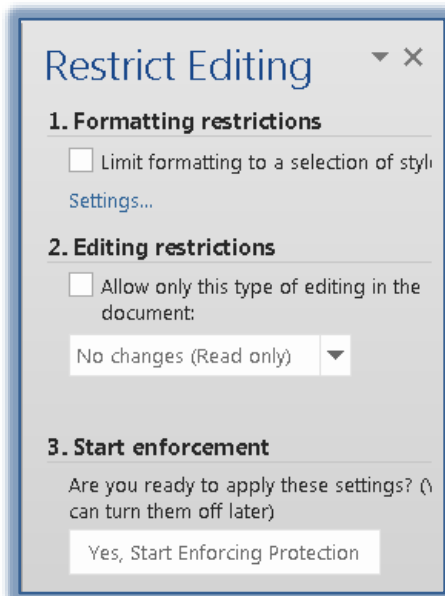 Restrict Editing
1. Formatting restrictions
Limit formatting to a selection of
Settings...
2. Editing restrictions
Allow only this type of editing in the
document:
No changes (Read only)
3. Start enforcement
Are you ready to apply these settings?
can turn them off later)
Yes, Start Enforcing Protection